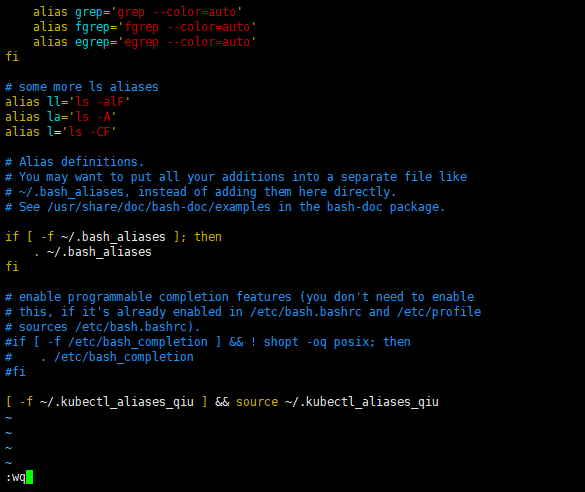 alias grep='grep --color=auto'
    alias fgrep='fgrep --color=auto'
    alias egrep='egrep --color=auto'
fi

# some more ls aliases
alias ll='ls -alF'
alias la='ls -A'
alias l='ls -CF'

# Alias definitions.
# You may want to put all your additions into a separate file like
# ~/.bash_aliases, instead of adding them here directly.
# See /usr/share/doc/bash-doc/examples in the bash-doc package.

if [ -f ~/.bash_aliases ]; then
    . ~/.bash_aliases
fi

# enable programmable completion features (you don't need to enable
# this, if it's already enabled in /etc/bash.bashrc and /etc/profile
# sources /etc/bash.bashrc).
#if [ -f /etc/bash_completion ] && ! shopt -oq posix; then
#    . /etc/bash_completion
#fi

[ -f ~/.kubectl_aliases_qiu ] && source ~/.kubectl_aliases_qiu
~
~
~
~
:wq